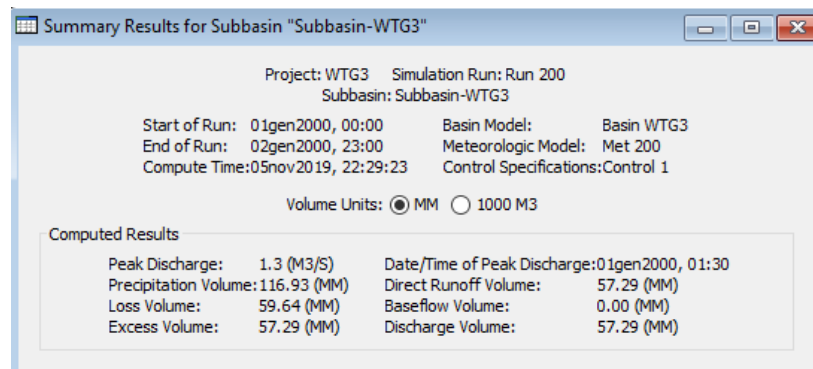 Summary Results for Subbasin "Subbasin-WTG3"
Project: WTG3 Simulation Run: Run 200
Subbasin: Subbasin-WTG3
Start of Run: 01gen2000, 00:00 Basin Model: Basin WTG3
End of Run: 02gen2000, 23:00 Meteorologic Model: Met 200
Compute Time:05nov2019, 22:29:23 Control Specifications:Control 1
Volume Units: MM 1000 M3
Computed Results
Peak Discharge: 1.3 (M3/S) Date/Time of Peak Discharge:01gen2000, 01:30
Precipitation Volume:116.93 (MM) Direct Runoff Volume: 57.29 (MM)
Loss Volume: 59.64 (MM) Baseflow Volume: 0.00 (MM)
Excess Volume: 57.29 (MM) Discharge Volume: 57.29 (MM)